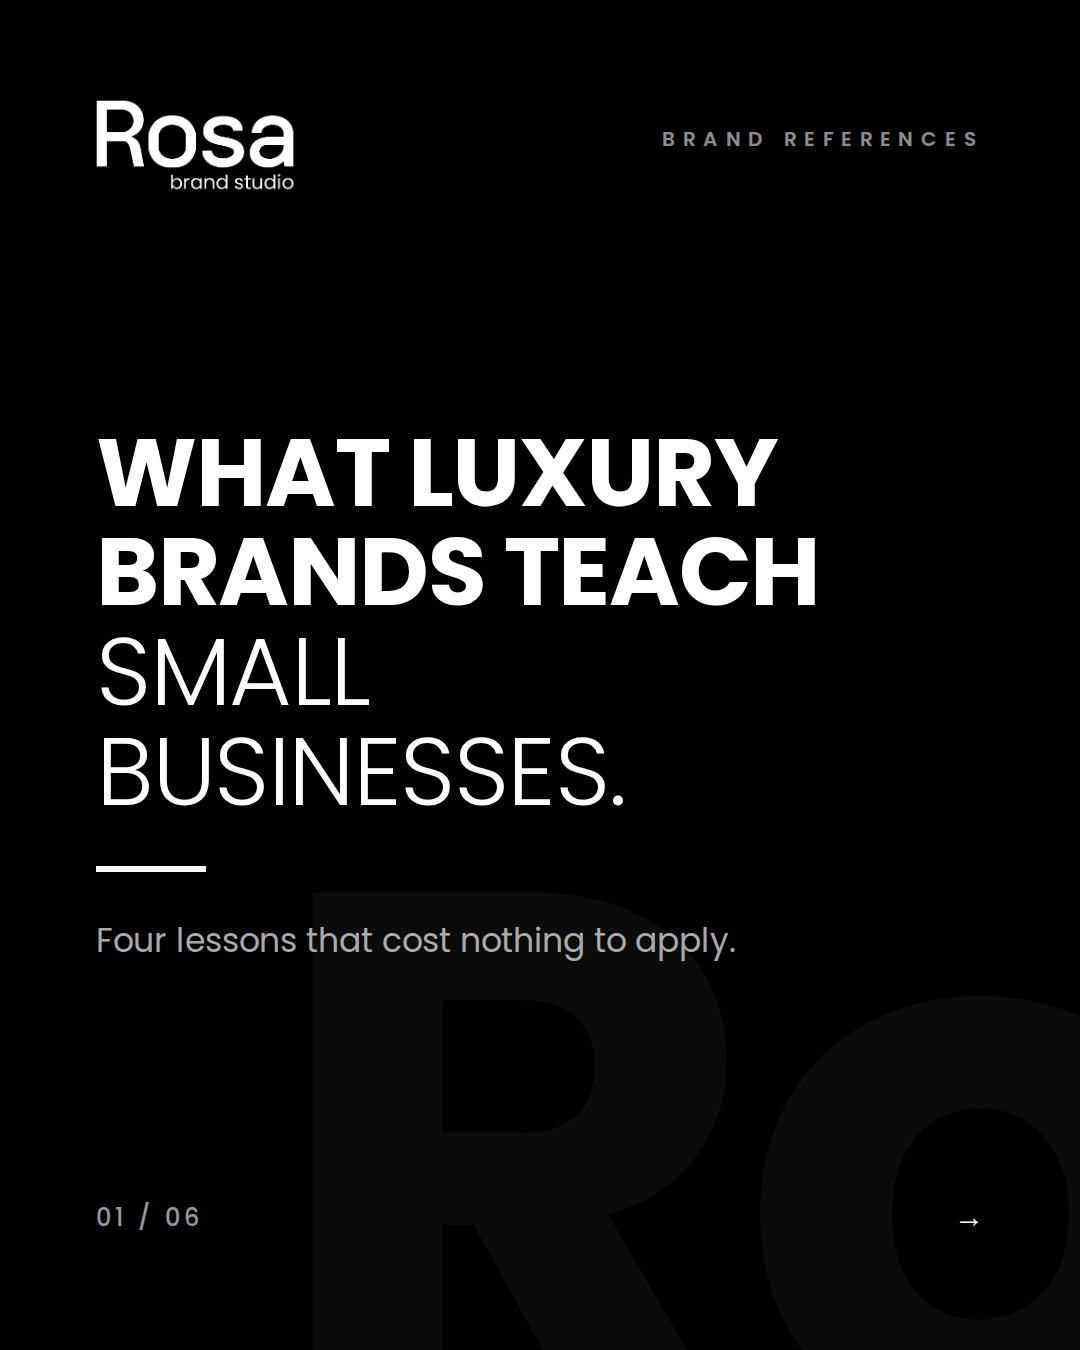 Rosa
brand studio
BRAND REFERENCES
WHAT LUXURY
BRANDS TEACH
SMALL
BUSINESSES.
Four lessons that cost nothing to apply.
Ro
01 / 06
→